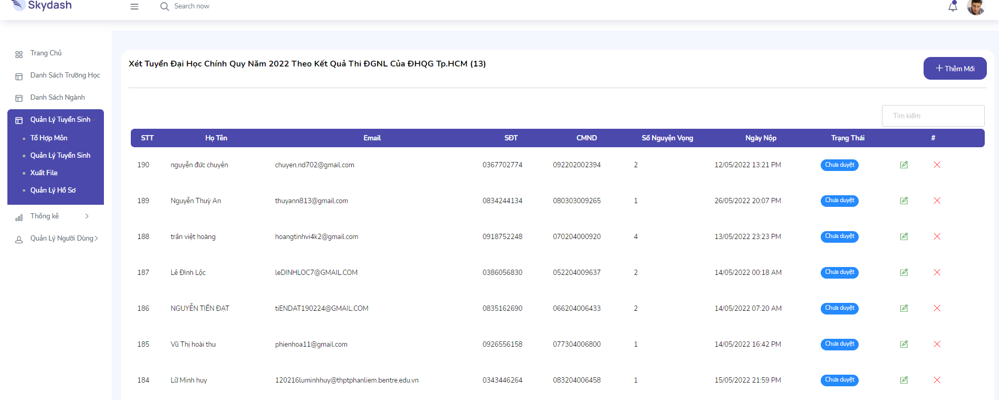 Skydash
Search now
Trang Chủ
Danh Sách Trường Học
Danh Sách Ngành
Quản Lý Tuyển Sinh
Tổ Hợp Môn
Quản Lý Tuyển Sinh
Xuất File
Quản Lý Hồ Sơ
Thống kê
Quản Lý Người Dùng
Xét Tuyển Đại Học Chính Quy Năm 2022 Theo Kết Quả Thi ĐGNL Của ĐHQG Tp.HCM (13)
Thêm Mới
Tìm kiếm
STT Họ Tên Email SĐT CMND Số Nguyện Vọng Ngày Nộp Trạng Thái #
190 nguyễn đức chuyên chuyen.nd702@gmail.com 0367702774 092202002394 2 12/05/2022 13:21 PM Chưa duyệt
189 Nguyễn Thuỳ An thuyann813@gmail.com 0834244134 080303009265 1 26/05/2022 20:07 PM Chưa duyệt
188 trần việt hoàng hoangtinhvi4k2@gmail.com 0918752248 070204000920 4 13/05/2022 23:23 PM Chưa duyệt
187 Lê Đình Lộc leDINHLOC7@GMAIL.COM 0386056830 052204009637 2 14/05/2022 00:18 AM Chưa duyệt
186 NGUYỄN TIẾN ĐẠT tiENDAT190224@GMAIL.COM 0835162690 066204006433 2 14/05/2022 07:20 AM Chưa duyệt
185 Vũ Thị hoài thu phienhoa11@gmail.com 0926556158 077304006800 1 14/05/2022 16:42 PM Chưa duyệt
184 Lữ Minh huy 120216luminhhuy@thptphanliem.bentre.edu.vn 0343446264 083204006458 1 15/05/2022 21:59 PM Chưa duyệt